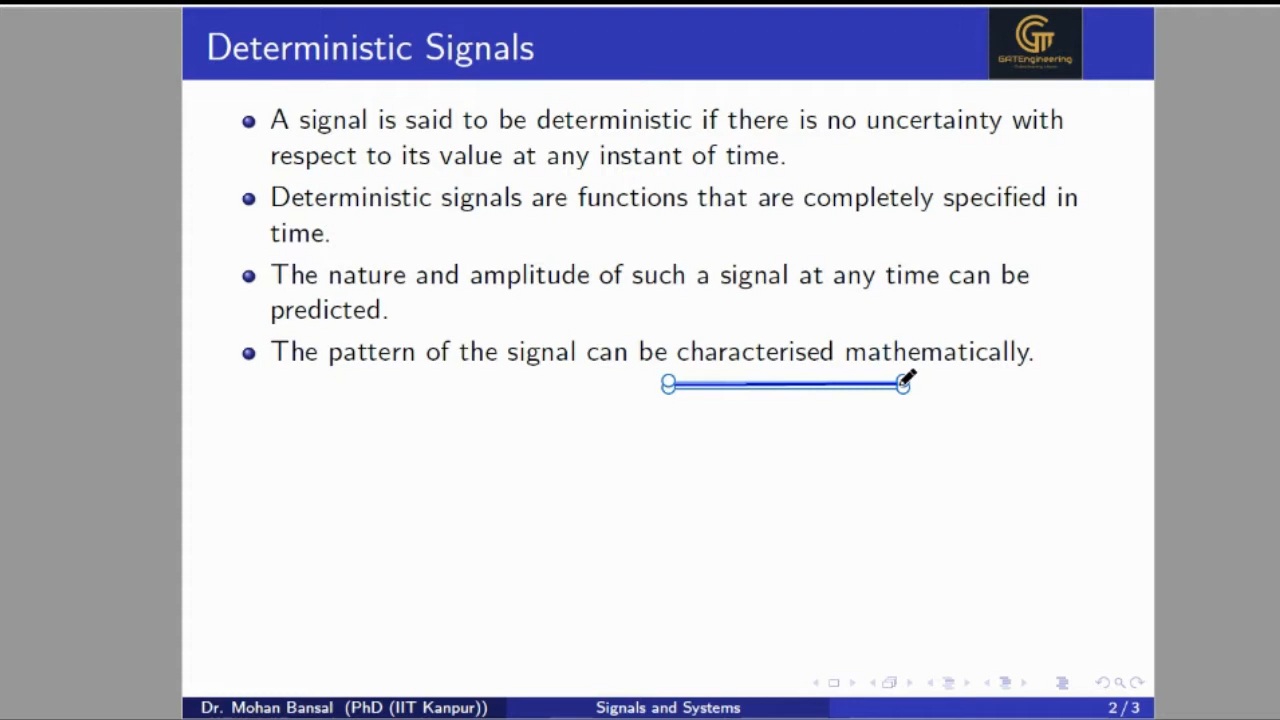 Deterministic Signals
GATEngineering
A signal is said to be deterministic if there is no uncertainty with
respect to its value at any instant of time.
Deterministic signals are functions that are completely specified in
time.
The nature and amplitude of such a signal at any time can be
predicted.
The pattern of the signal can be characterised mathematically.
Dr. Mohan Bansal (PhD (IIT Kanpur)) Signals and Systems 2 / 3